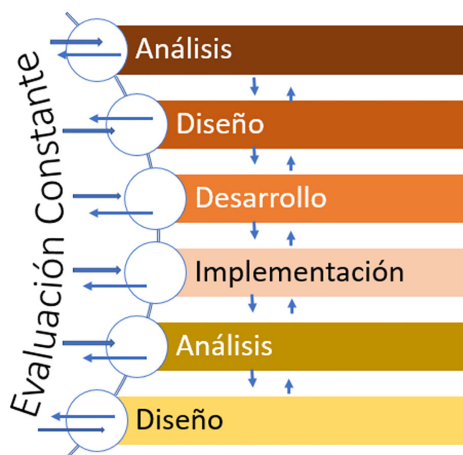 Evaluación Constante
Análisis
Diseño
Desarrollo
Implementación
Análisis
Diseño